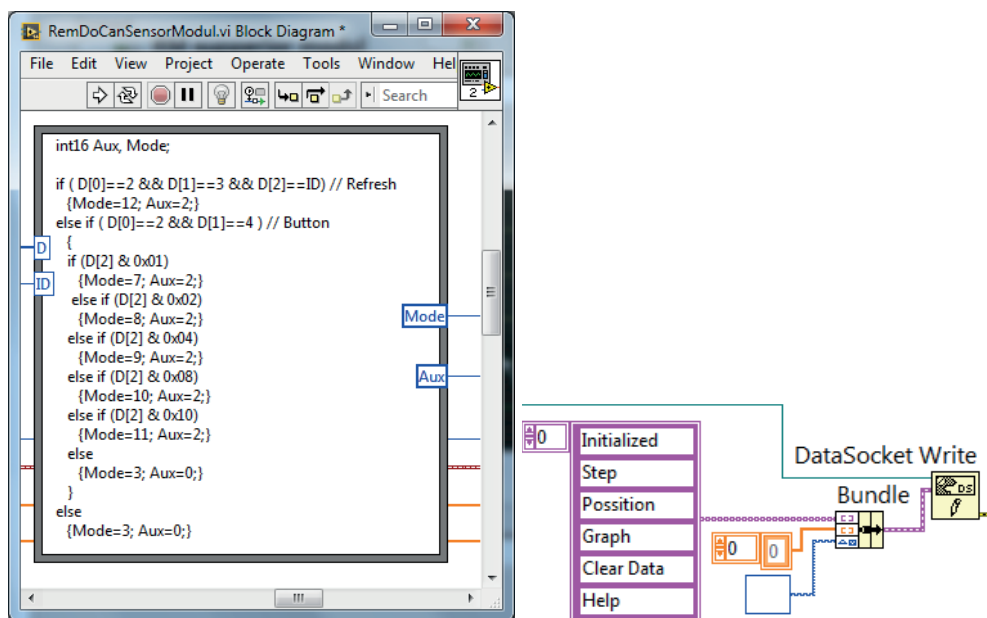 RemDoCanSensorModul.vi Block Diagram *
File Edit View Project Operate Tools Window Hel
Search
2
int16 Aux, Mode;
if ( D[0]==2 && D[1]==3 && D[2]==ID) // Refresh
{Mode=12; Aux=2;}
else if ( D[0]==2 && D[1]==4 ) // Button
{
if (D[2] & 0x01)
{Mode=7; Aux=2;}
else if (D[2] & 0x02)
{Mode=8; Aux=2;}
else if (D[2] & 0x04)
{Mode=9; Aux=2;}
else if (D[2] & 0x08)
{Mode=10; Aux=2;}
else if (D[2] & 0x10)
{Mode=11; Aux=2;}
else
{Mode=3; Aux=0;}
}
else
{Mode=3; Aux=0;}
D
ID
Mode
Aux
0
Initialized
Step
Possition
Graph
Clear Data
Help
0
0
Bundle
DataSocket Write
DS